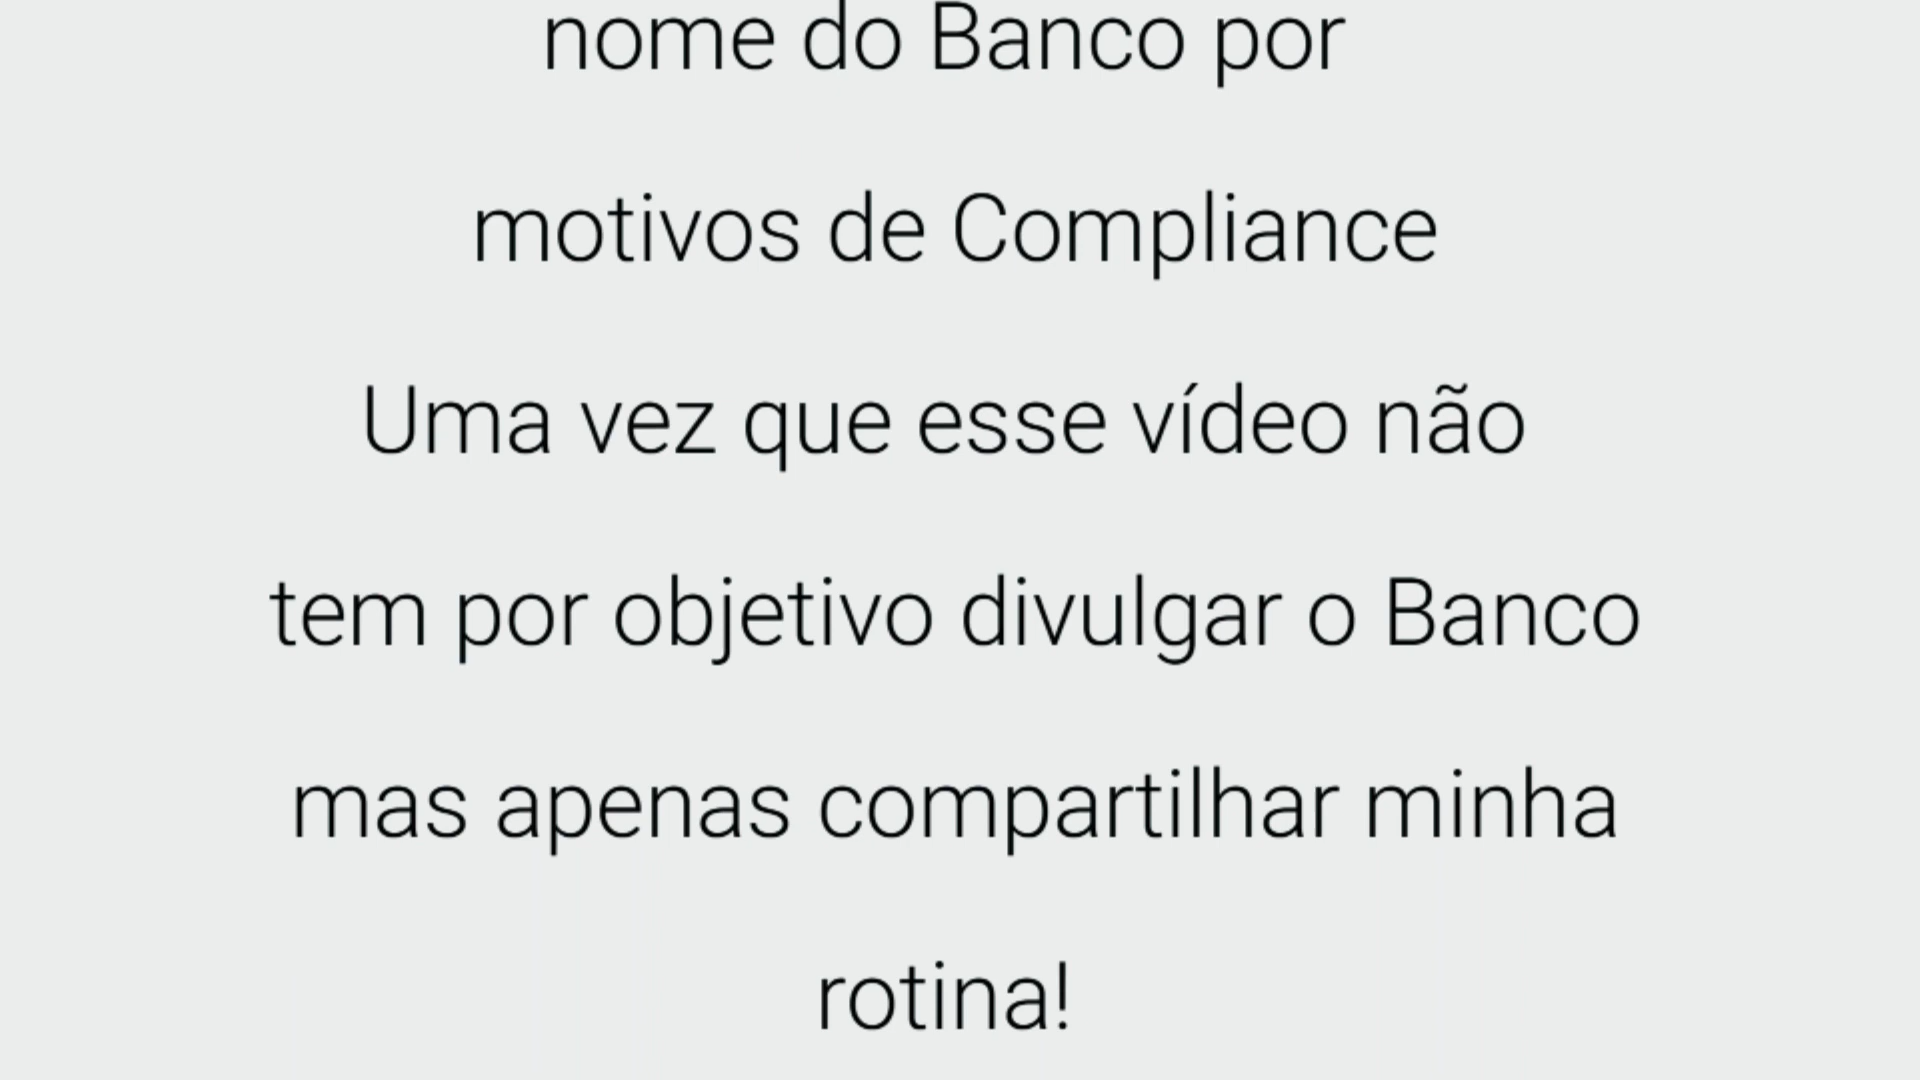 nome do Banco por
motivos de Compliance
Uma vez que esse vídeo não
tem por objetivo divulgar o Banco
mas apenas compartilhar minha
rotina!